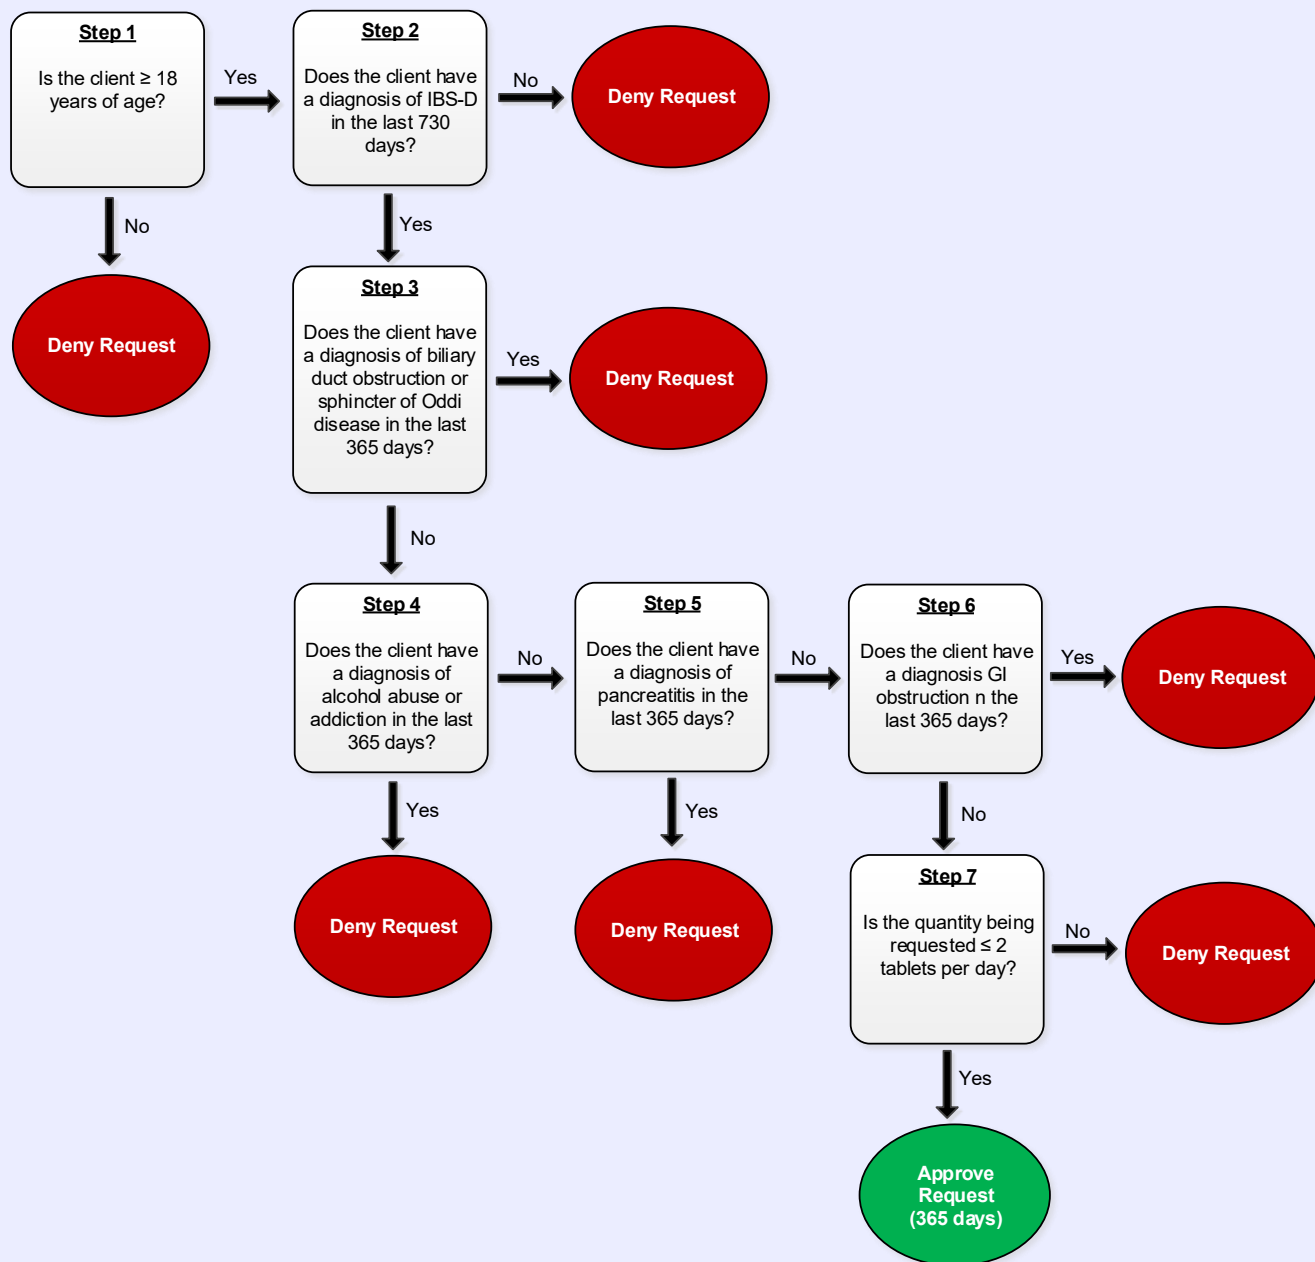 Step 1
Is the client ≥ 18
years of age?
Yes
Step 2
Does the client have
a diagnosis of IBS-D
in the last 730
days?
No
Deny Request
No
Deny Request
Yes
Step 3
Does the client have
a diagnosis of biliary
duct obstruction or
sphincter of Oddi
disease in the last
365 days?
Yes
Deny Request
No
Step 4
Does the client have
a diagnosis of
alcohol abuse or
addiction in the last
365 days?
No
Step 5
Does the client have
a diagnosis of
pancreatitis in the
last 365 days?
No
Step 6
Does the client have
a diagnosis GI
obstruction n the
last 365 days?
Yes
Deny Request
Yes
Deny Request
Yes
Deny Request
No
Step 7
Is the quantity being
requested ≤ 2
tablets per day?
No
Deny Request
Yes
Approve
Request
(365 days)